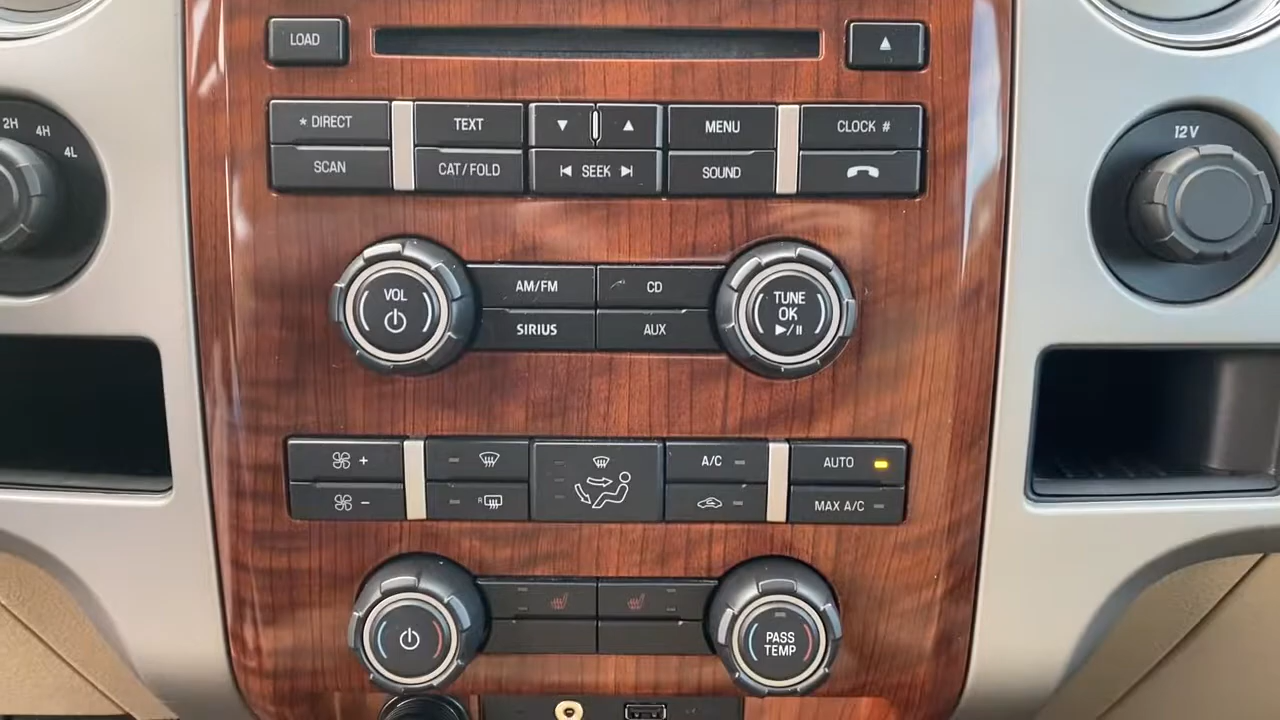 LOAD
* DIRECT
TEXT
MENU
CLOCK #
SCAN
CAT/FOLD
SEEK
SOUND
2H
4H
4L
12V
VOL
AM/FM
CD
SIRIUS
AUX
TUNE
OK
+
A/C
AUTO
-
R
MAX A/C
PASS
TEMP